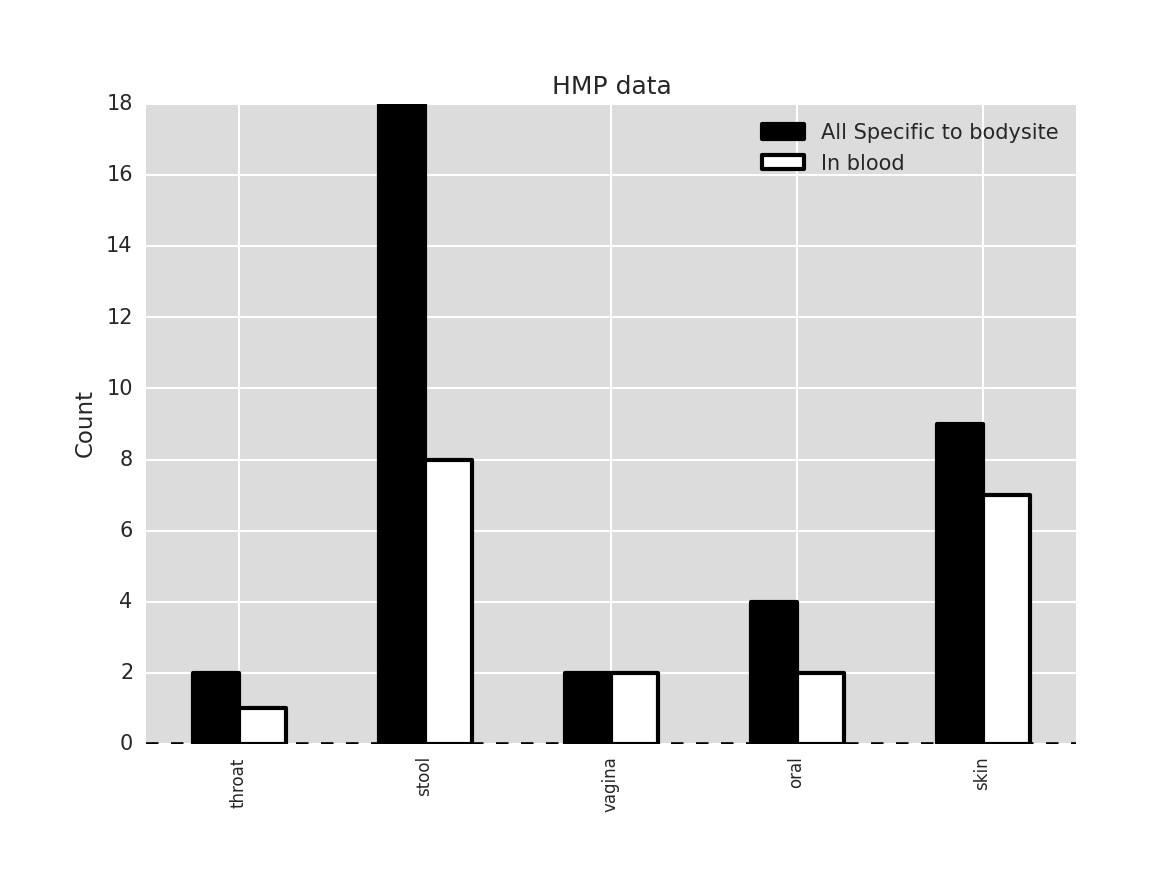 HMP data
18
16
14
12
10
8
6
4
2
0
Count
All Specific to bodysite
In blood
throat
stool
vagina
oral
skin